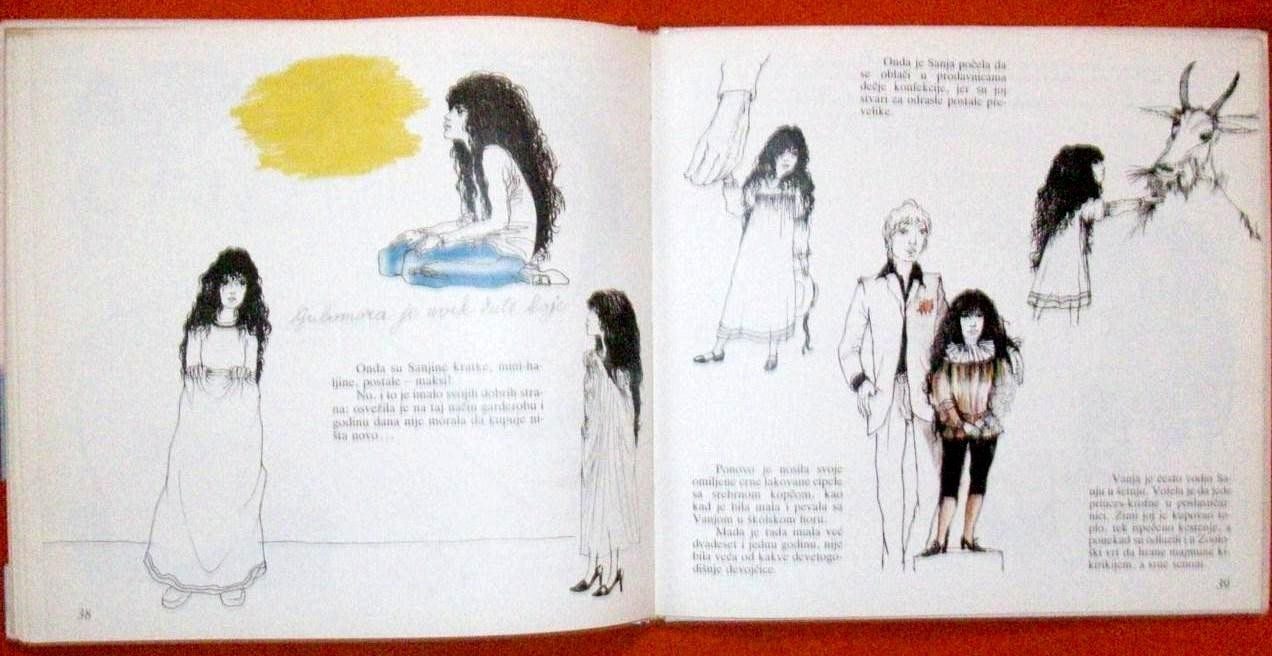 Ljubomora je uvek žute boje
Onda su Sanjine kratke, mini-ha-
ljine, postale – maksi!
No, i to je imalo svojih dobrih stra-
na: osvežila je na taj način garderobu i
godinu dana nije morala da kupuje ni-
šta novo…
38
Onda je Sanja počela da
se oblači u prodavnicama
dečje konfekcije, jer su joj
stvari za odrasle postale pre-
velike.
Ponovo je nosila svoje
omiljene crne lakovane cipele
sa srebrnom kopčom, kao
kad je bila mala i pevala sa
Vanjom u školskom horu.
Mada je tada imala već
dvadeset i jednu godinu, nije
bila veća od kakve devetogo-
dišnje devojčice.
Vanja je često vodio Sa-
nju u šetnju. Volela je da jede
princes-krofne u poslastičar-
nici. Zimi joj je kupovao to-
plo, tek ispečeno kestenje, a
ponekad su odlazili i u Zoolo-
ški vrt da hrane majmune ki-
kirikijem, a srne senom.
39